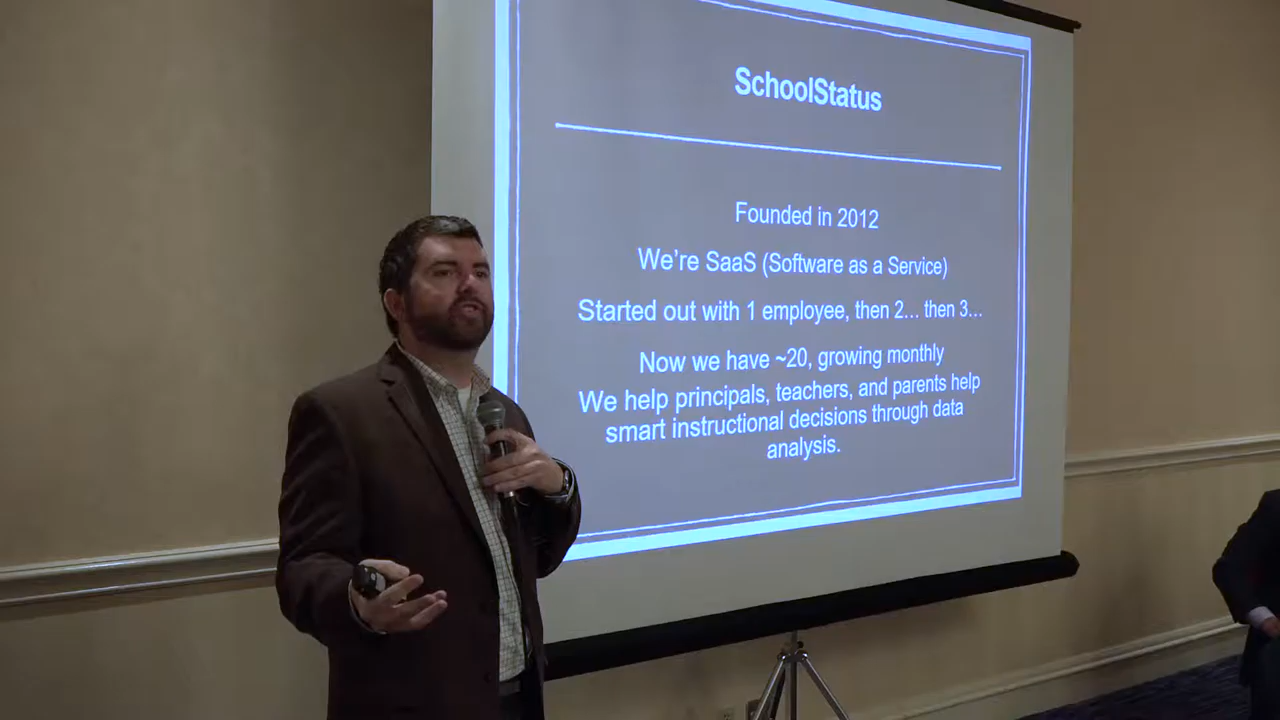 SchoolStatus
Founded in 2012
We're SaaS (Software as a Service)
Started out with 1 employee, then 2... then 3...
Now we have ~20, growing monthly
We help principals, teachers, and parents help
smart instructional decisions through data
analysis.